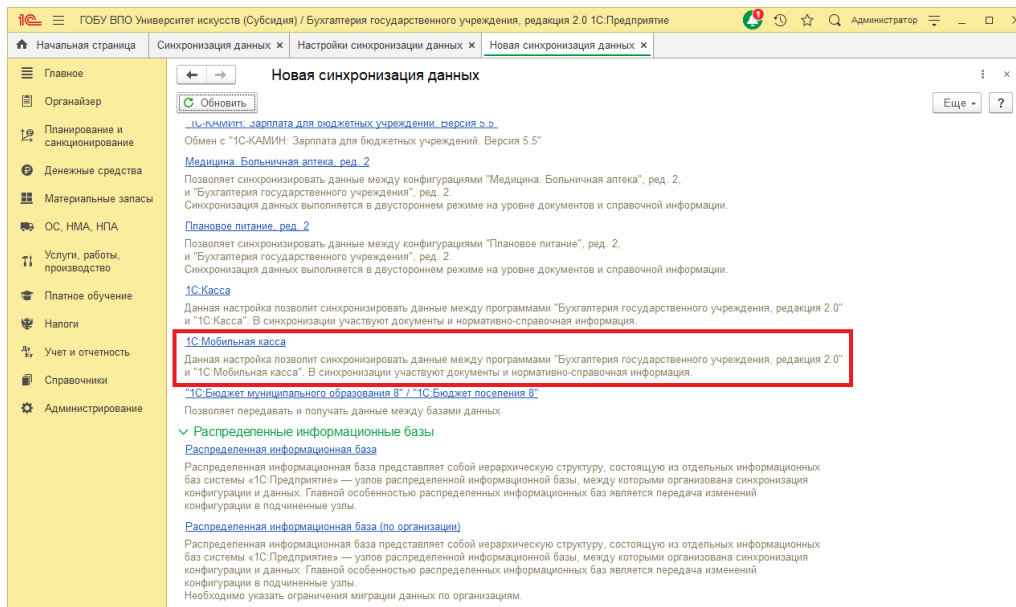 1С ГОБУ ВПО Университет искусств (Субсидия) / Бухгалтерия государственного учреждения, редакция 2.0 1С:Предприятие
9
Администратор
Начальная страница
Синхронизация данных ×
Настройки синхронизации данных ×
Новая синхронизация данных ×
Главное
Органайзер
Планирование и
санкционирование
Денежные средства
Материальные запасы
ОС, НМА, НПА
Услуги, работы,
производство
Платное обучение
Налоги
Учет и отчетность
Справочники
Администрирование
Новая синхронизация данных
Обновить
Еще
?
"1С-КАМИН: Зарплата для бюджетных учреждений. Версия 5.5"
Обмен с "1С-КАМИН: Зарплата для бюджетных учреждений. Версия 5.5"
Медицина. Больничная аптека, ред. 2
Позволяет синхронизировать данные между конфигурациями "Медицина. Больничная аптека", ред. 2,
и "Бухгалтерия государственного учреждения", ред. 2.
Синхронизация данных выполняется в двустороннем режиме на уровне документов и справочной информации.
Плановое питание, ред. 2
Позволяет синхронизировать данные между конфигурациями "Плановое питание", ред. 2,
и "Бухгалтерия государственного учреждения", ред. 2.
Синхронизация данных выполняется в двустороннем режиме на уровне документов и справочной информации.
1С:Касса
Данная настройка позволит синхронизировать данные между программами "Бухгалтерия государственного учреждения, редакция 2.0"
и "1С:Касса". В синхронизации участвуют документы и нормативно-справочная информация.
1С:Мобильная касса
Данная настройка позволит синхронизировать данные между программами "Бухгалтерия государственного учреждения, редакция 2.0"
и "1С:Мобильная касса". В синхронизации участвуют документы и нормативно-справочная информация.
"1С:Бюджет муниципального образования 8" / "1С:Бюджет поселения 8"
Позволяет передавать и получать данные между базами данных
Распределенные информационные базы
Распределенная информационная база
Распределенная информационная база представляет собой иерархическую структуру, состоящую из отдельных информационных
баз системы «1С:Предприятие» — узлов распределенной информационной базы, между которыми организована синхронизация
конфигурации и данных. Главной особенностью распределенных информационных баз является передача изменений
конфигурации в подчиненные узлы.
Распределенная информационная база (по организации)
Распределенная информационная база представляет собой иерархическую структуру, состоящую из отдельных информационных
баз системы «1С:Предприятие» — узлов распределенной информационной базы, между которыми организована синхронизация
конфигурации и данных. Главной особенностью распределенных информационных баз является передача изменений
конфигурации в подчиненные узлы.
Необходимо указать ограничения миграции данных по организациям.